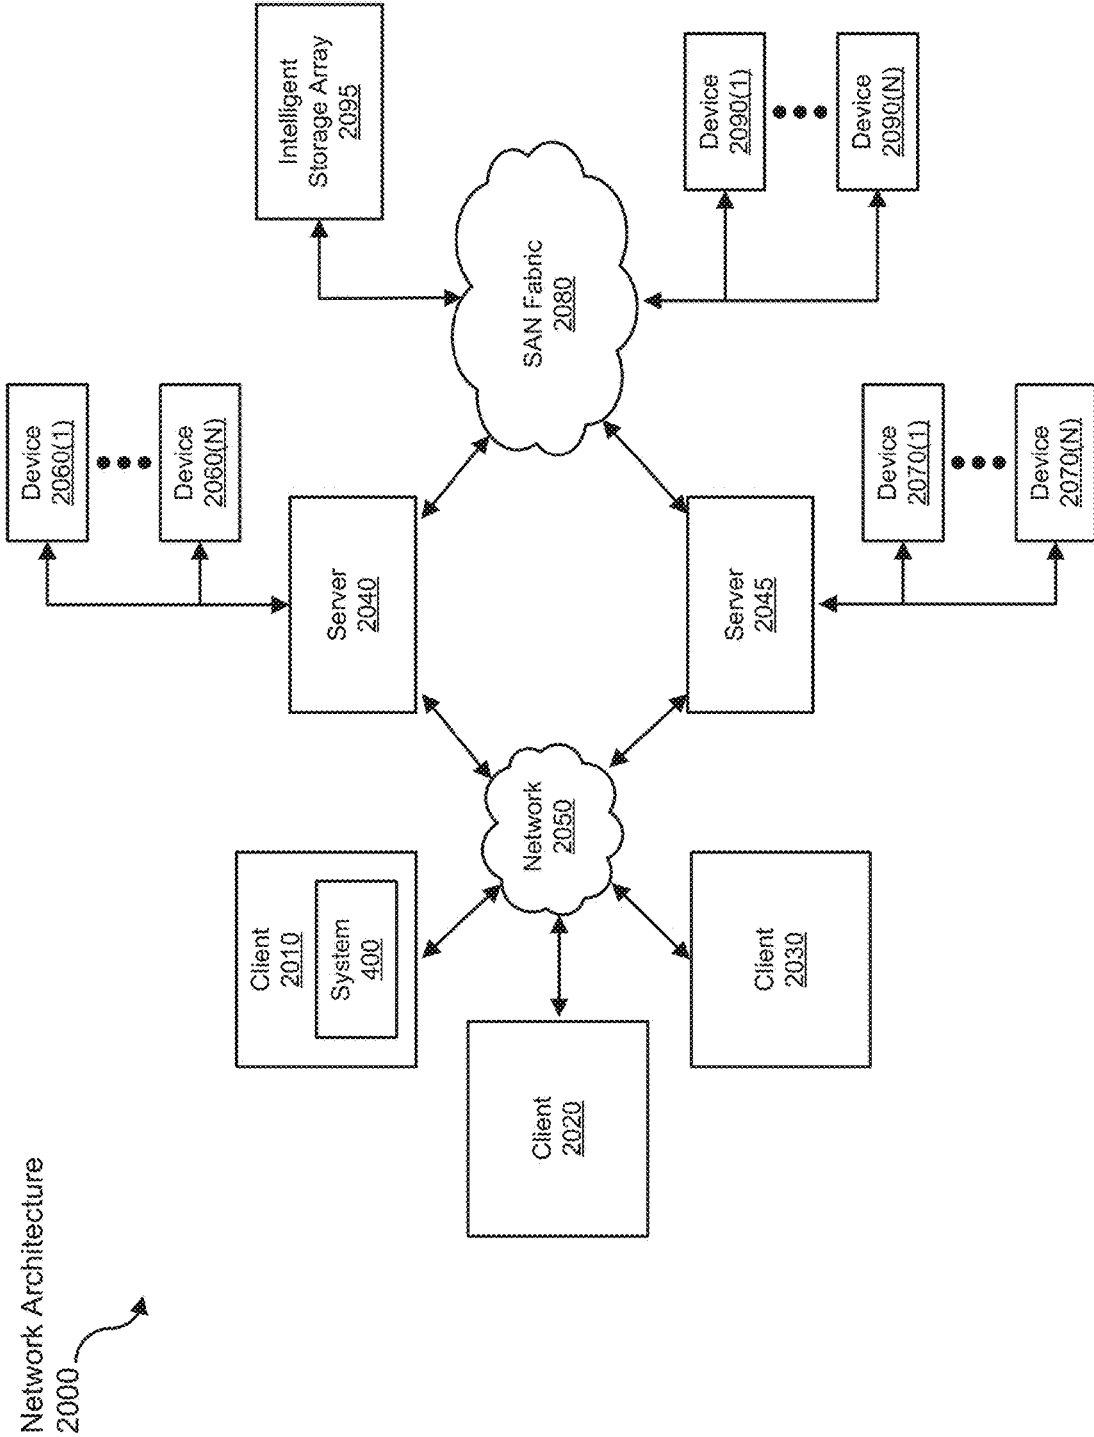 Network Architecture
2000
Device
2060(1)
Device
2060(N)
Intelligent
Storage Array
2095
Client
2010
System
400
Server
2040
Client
2020
Network
2050
SAN Fabric
2080
Client
2030
Server
2045
Device
2090(1)
Device
2090(N)
Device
2070(1)
Device
2070(N)